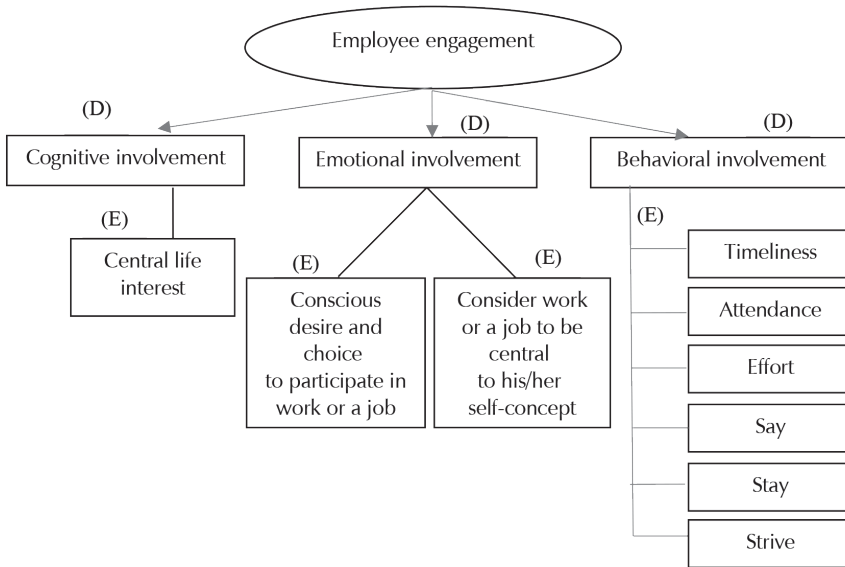 Employee engagement
(D)
(D)
(D)
Cognitive involvement
Emotional involvement
Behavioral involvement
(E)
Central life
interest
(E)
Conscious
desire and
choice
to participate in
work or a job
(E)
Consider work
or a job to be
central
to his/her
self-concept
(E)
Timeliness
Attendance
Effort
Say
Stay
Strive